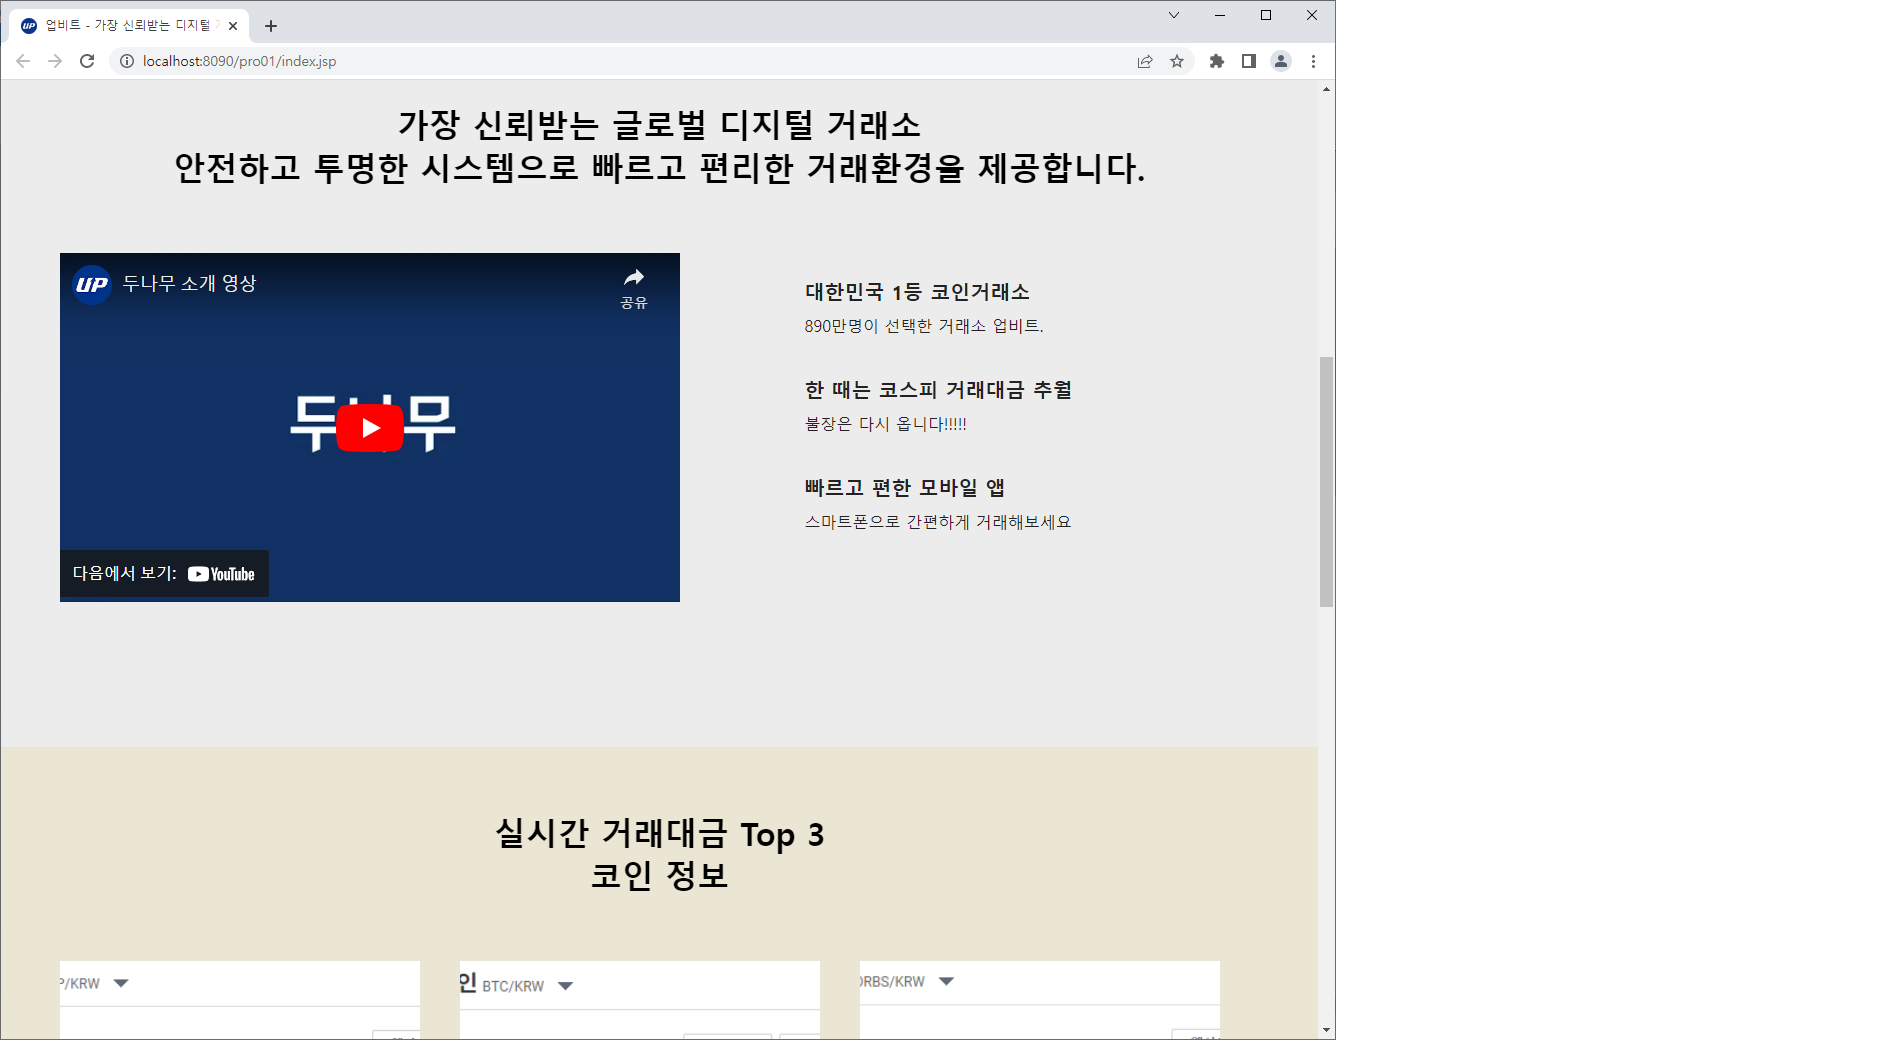 업비트 - 가장 신뢰받는 디지털
localhost:8090/pro01/index.jsp
가장 신뢰받는 글로벌 디지털 거래소
안전하고 투명한 시스템으로 빠르고 편리한 거래환경을 제공합니다.
UP 두나무 소개 영상
공유
다음에서 보기: YouTube
대한민국 1등 코인거래소
890만명이 선택한 거래소 업비트.
한 때는 코스피 거래대금 추월
불장은 다시 옵니다!!!!!
빠르고 편한 모바일 앱
스마트폰으로 간편하게 거래해보세요
실시간 거래대금 Top 3
코인 정보
P/KRW
인 BTC/KRW
ORBS/KRW